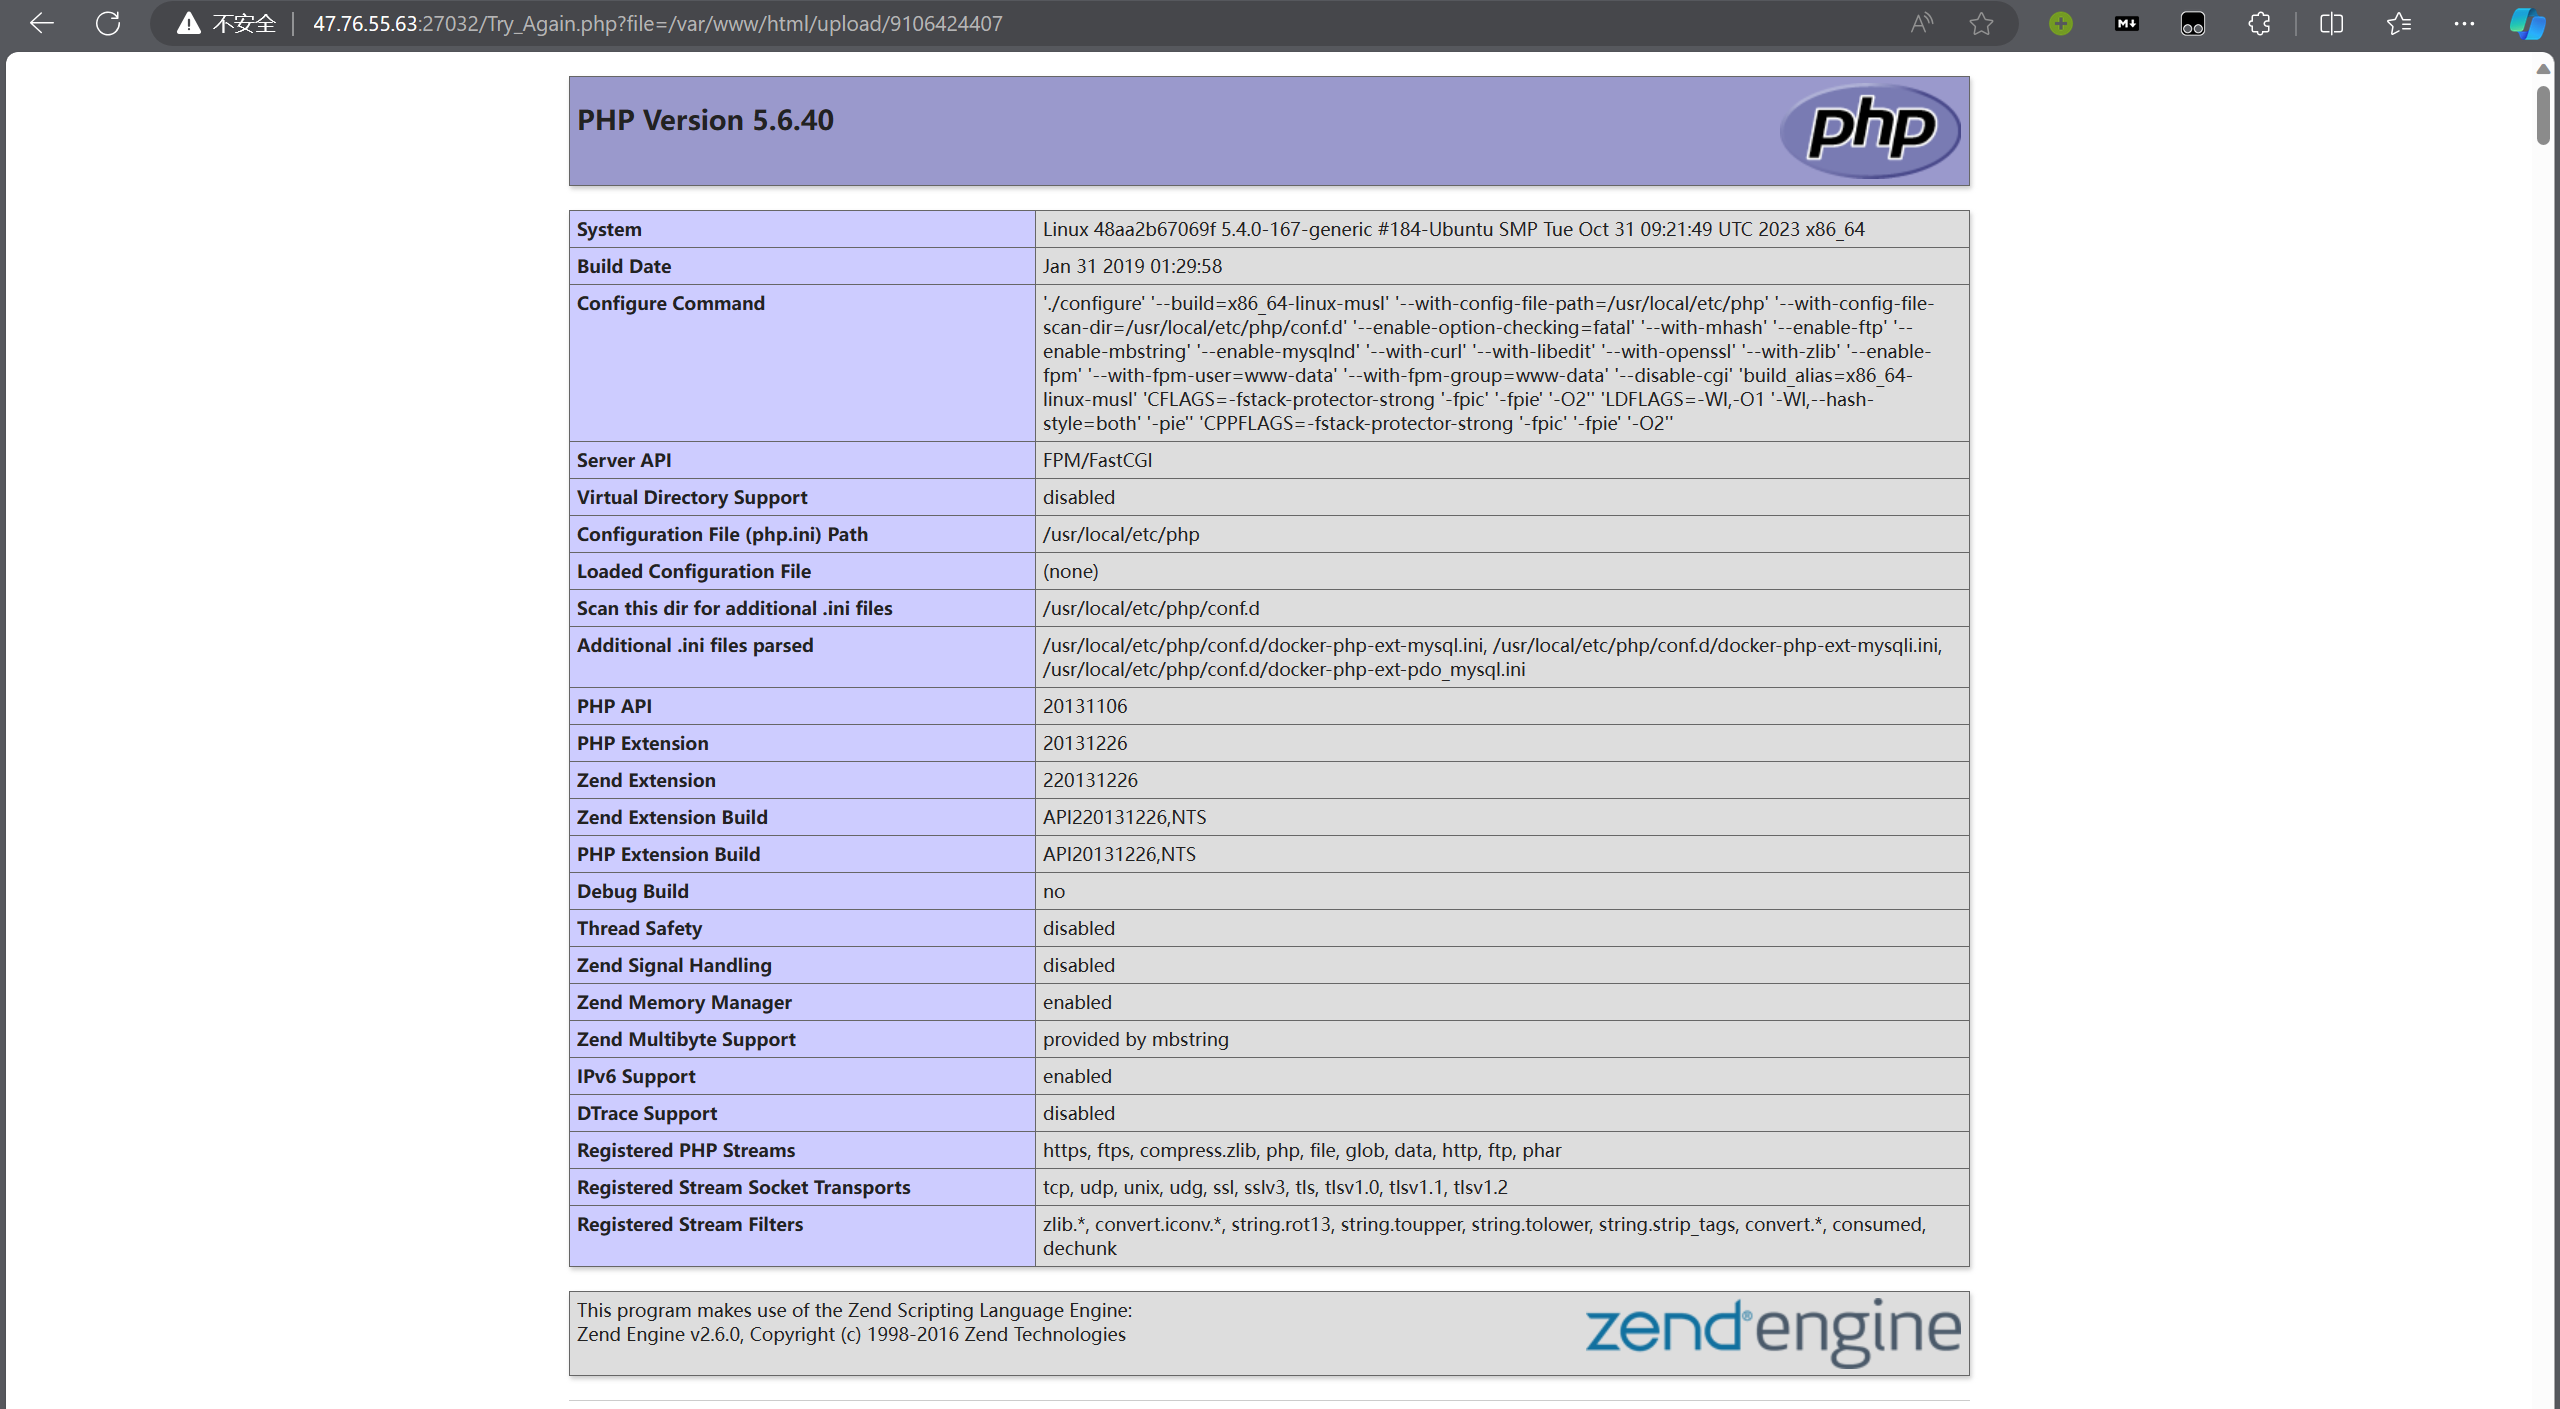 不安全 47.76.55.63:27032/Try_Again.php?file=/var/www/html/upload/9106424407
PHP Version 5.6.40
php
System Linux 48aa2b67069f 5.4.0-167-generic #184-Ubuntu SMP Tue Oct 31 09:21:49 UTC 2023 x86_64
Build Date Jan 31 2019 01:29:58
Configure Command './configure' '--build=x86_64-linux-musl' '--with-config-file-path=/usr/local/etc/php' '--with-config-file-
scan-dir=/usr/local/etc/php/conf.d' '--enable-option-checking=fatal' '--with-mhash' '--enable-ftp' '--
enable-mbstring' '--enable-mysqlnd' '--with-curl' '--with-libedit' '--with-openssl' '--with-zlib' '--enable-
fpm' '--with-fpm-user=www-data' '--with-fpm-group=www-data' '--disable-cgi' 'build_alias=x86_64-
linux-musl' 'CFLAGS=-fstack-protector-strong '-fpic' '-fpie' '-O2'' 'LDFLAGS=-Wl,-O1 '-Wl,--hash-
style=both' '-pie'' 'CPPFLAGS=-fstack-protector-strong '-fpic' '-fpie' '-O2''
Server API FPM/FastCGI
Virtual Directory Support disabled
Configuration File (php.ini) Path /usr/local/etc/php
Loaded Configuration File (none)
Scan this dir for additional .ini files /usr/local/etc/php/conf.d
Additional .ini files parsed /usr/local/etc/php/conf.d/docker-php-ext-mysql.ini, /usr/local/etc/php/conf.d/docker-php-ext-mysqli.ini,
/usr/local/etc/php/conf.d/docker-php-ext-pdo_mysql.ini
PHP API 20131106
PHP Extension 20131226
Zend Extension 220131226
Zend Extension Build API220131226,NTS
PHP Extension Build API20131226,NTS
Debug Build no
Thread Safety disabled
Zend Signal Handling disabled
Zend Memory Manager enabled
Zend Multibyte Support provided by mbstring
IPv6 Support enabled
DTrace Support disabled
Registered PHP Streams https, ftps, compress.zlib, php, file, glob, data, http, ftp, phar
Registered Stream Socket Transports tcp, udp, unix, udg, ssl, sslv3, tls, tlsv1.0, tlsv1.1, tlsv1.2
Registered Stream Filters zlib.*, convert.iconv.*, string.rot13, string.toupper, string.tolower, string.strip_tags, convert.*, consumed,
dechunk
This program makes use of the Zend Scripting Language Engine:
Zend Engine v2.6.0, Copyright (c) 1998-2016 Zend Technologies
zend® engine